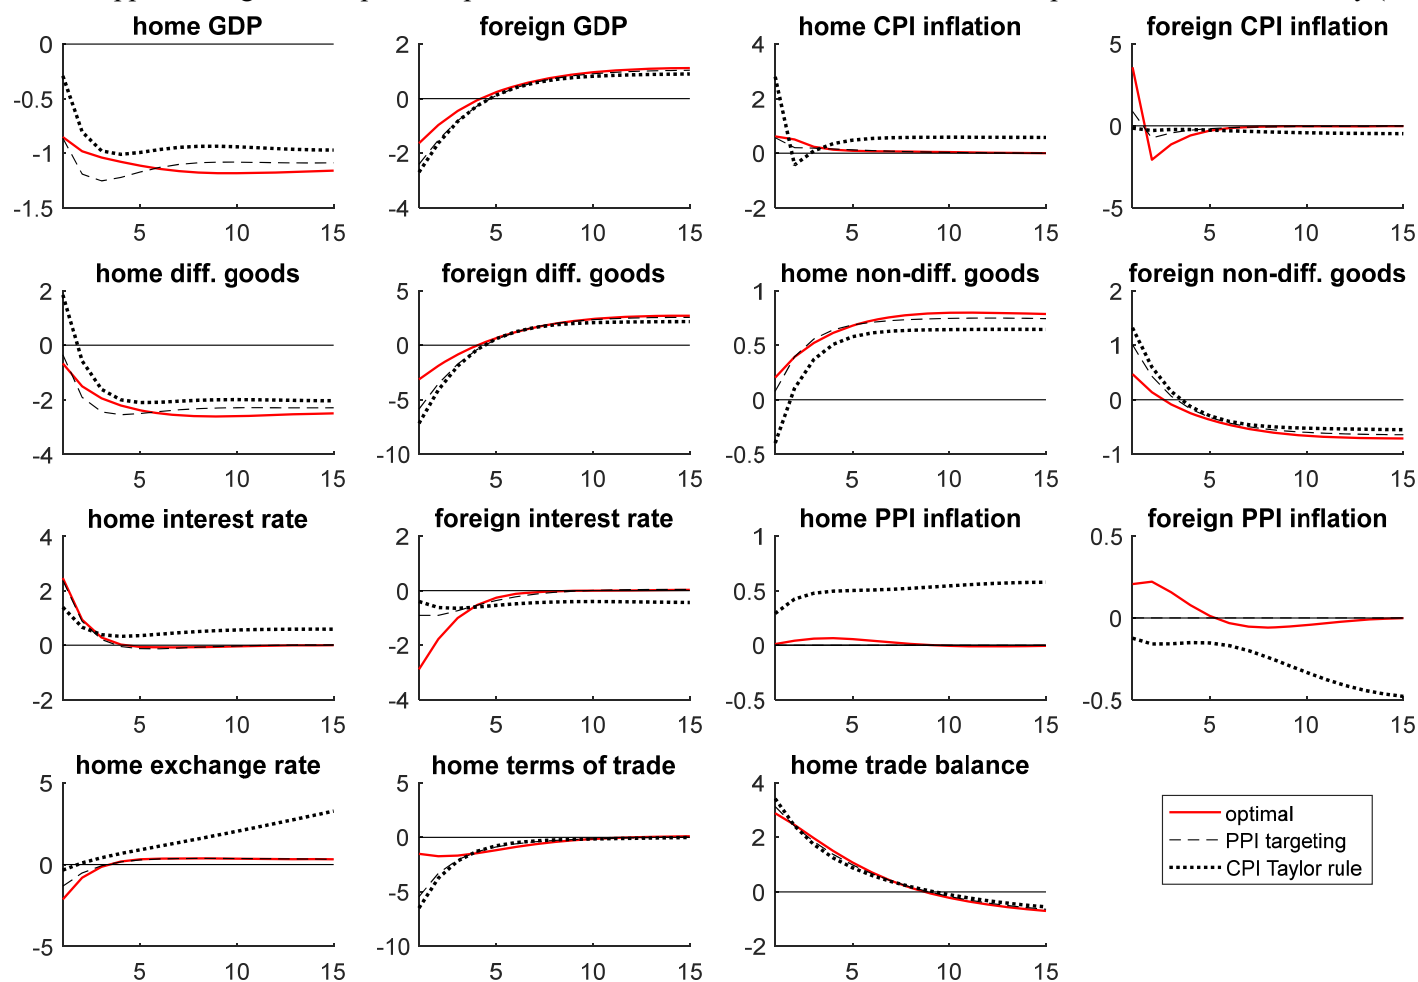 home GDP
foreign GDP
home CPI inflation
foreign CPI inflation
0
-0.5
-1
-1.5
5 10 15
2
0
-2
-4
5 10 15
4
2
0
-2
5 10 15
5
0
-5
5 10 15
home diff. goods
foreign diff. goods
home non-diff. goods
foreign non-diff. goods
2
0
-2
-4
5 10 15
5
0
-5
-10
5 10 15
1
0.5
0
-0.5
5 10 15
2
1
0
-1
5 10 15
home interest rate
foreign interest rate
home PPI inflation
foreign PPI inflation
4
2
0
-2
5 10 15
2
0
-2
-4
5 10 15
1
0.5
0
-0.5
5 10 15
0.5
0
-0.5
5 10 15
home exchange rate
home terms of trade
home trade balance
5
0
-5
5 10 15
5
0
-5
-10
5 10 15
4
2
0
-2
5 10 15
optimal
PPI targeting
CPI Taylor rule